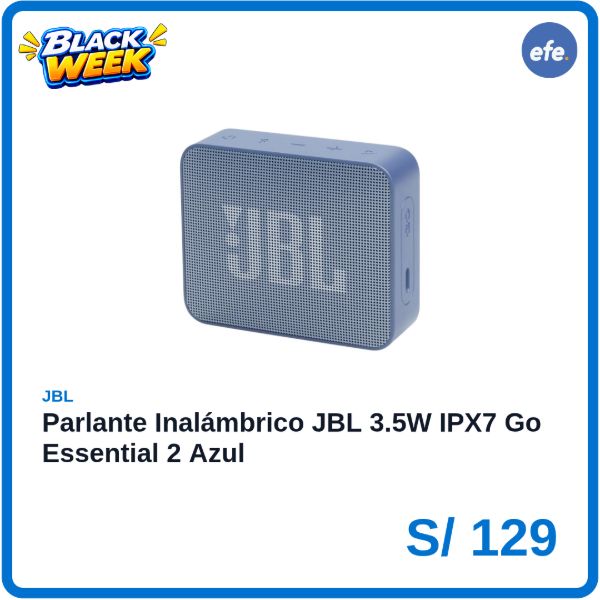 BLACK
WEEK
efe.
JBL
JBL
Parlante Inalámbrico JBL 3.5W IPX7 Go
Essential 2 Azul
S/ 129